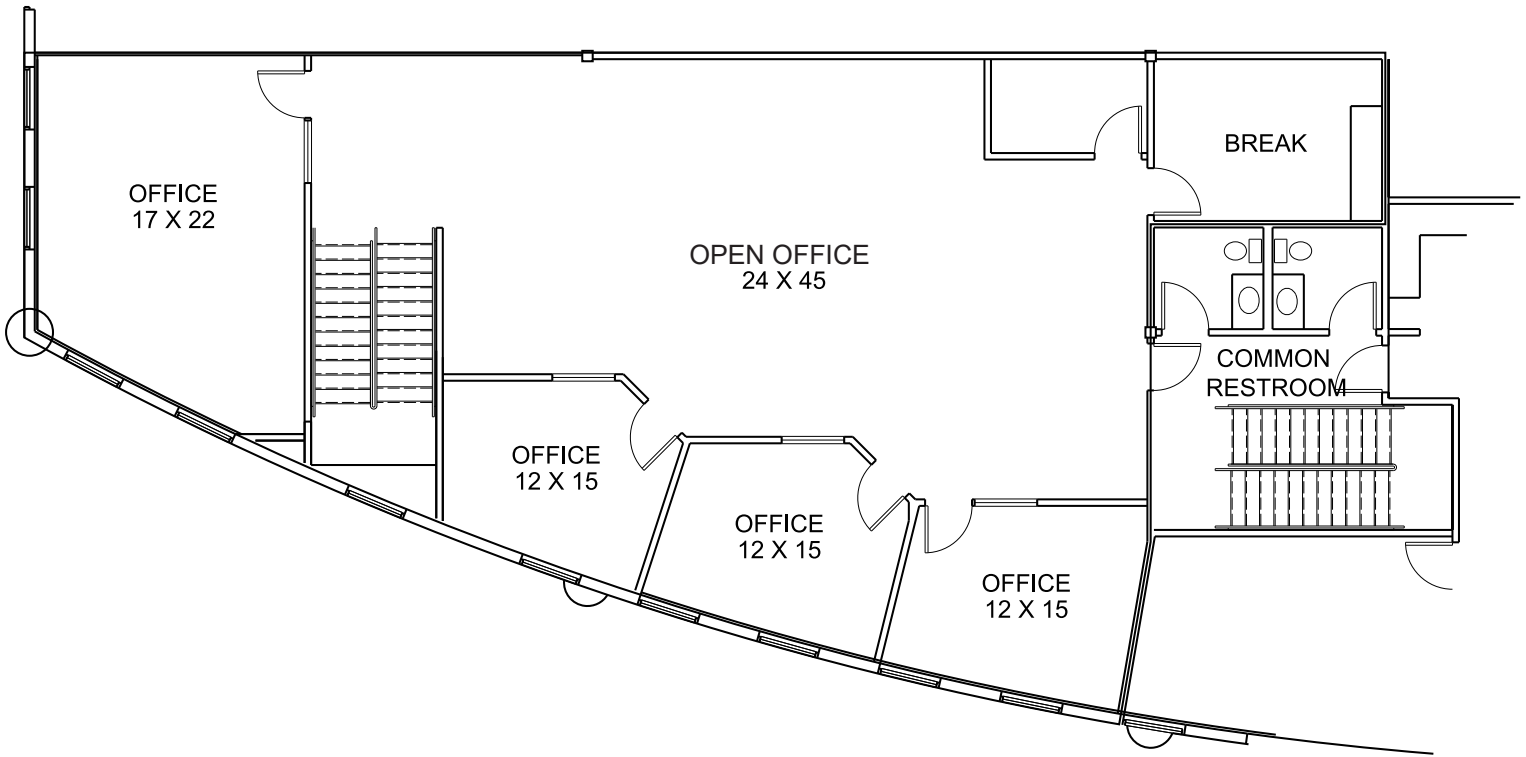 BREAK
OFFICE
17 X 22
OPEN OFFICE
24 X 45
COMMON
RESTROOM
OFFICE
12 X 15
OFFICE
12 X 15
OFFICE
12 X 15